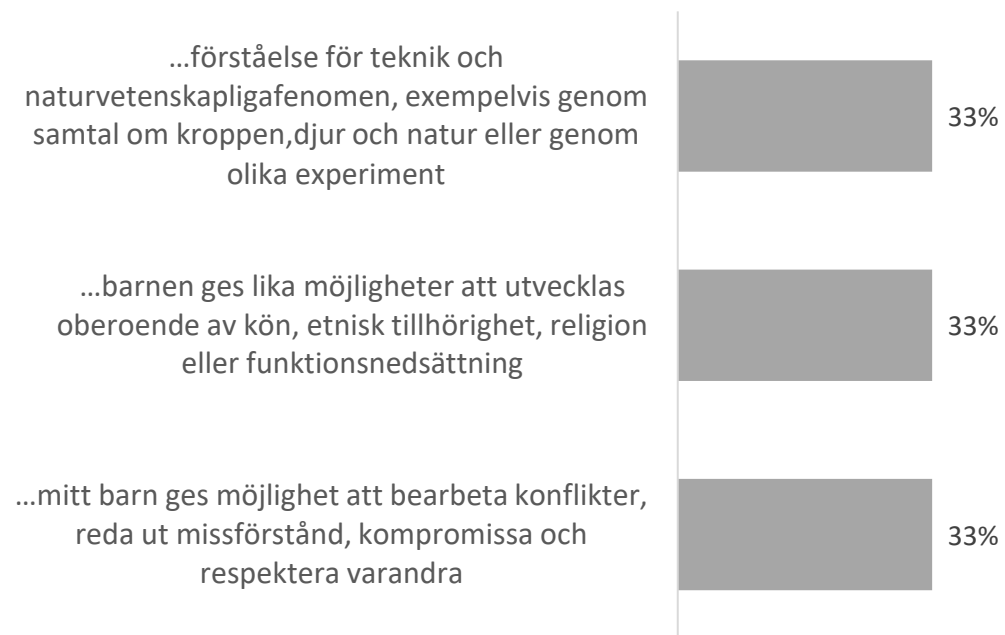 …förståelse för teknik och
naturvetenskapligafenomen, exempelvis genom
samtal om kroppen,djur och natur eller genom
olika experiment
33%
…barnen ges lika möjligheter att utvecklas
oberoende av kön, etnisk tillhörighet, religion
eller funktionsnedsättning
33%
…mitt barn ges möjlighet att bearbeta konflikter,
reda ut missförstånd, kompromissa och
respektera varandra
33%